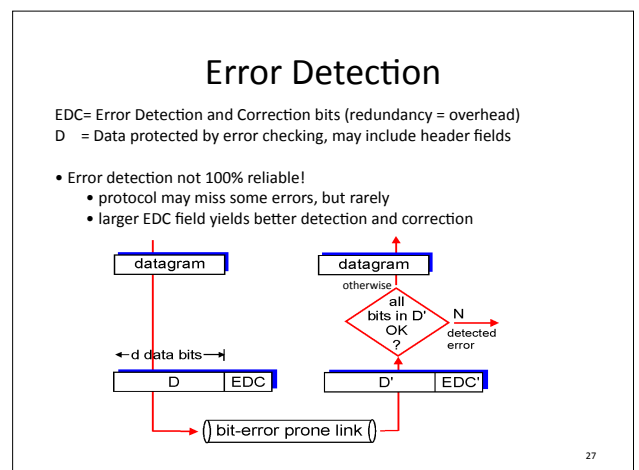 Error Detection
EDC= Error Detection and Correction bits (redundancy = overhead)
D = Data protected by error checking, may include header fields
• Error detection not 100% reliable!
• protocol may miss some errors, but rarely
• larger EDC field yields better detection and correction
datagram
datagram
otherwise
all
bits in D'
OK
?
N
detected
error
d data bits
D
EDC
D'
EDC'
bit-error prone link
27